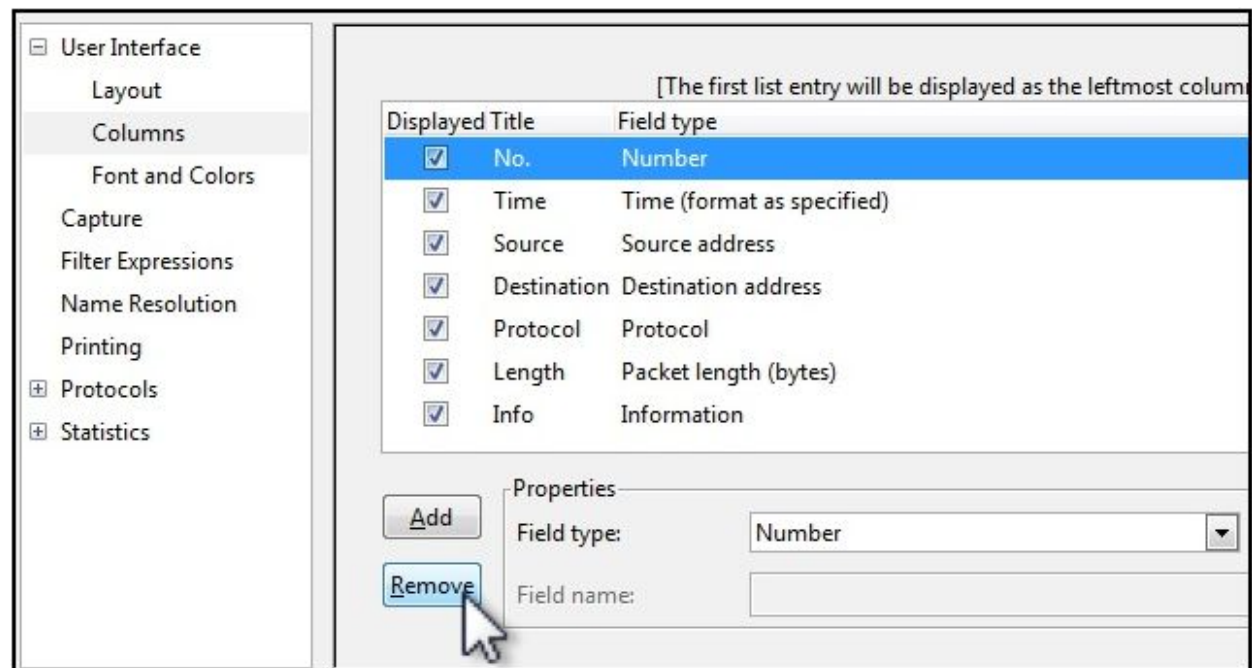 User Interface
Layout
Columns
Font and Colors
Capture
Filter Expressions
Name Resolution
Printing
Protocols
Statistics
[The first list entry will be displayed as the leftmost colum
Displayed Title Field type
No. Number
Time Time (format as specified)
Source Source address
Destination Destination address
Protocol Protocol
Length Packet length (bytes)
Info Information
Add
Remove
Properties
Field type: Number
Field name: